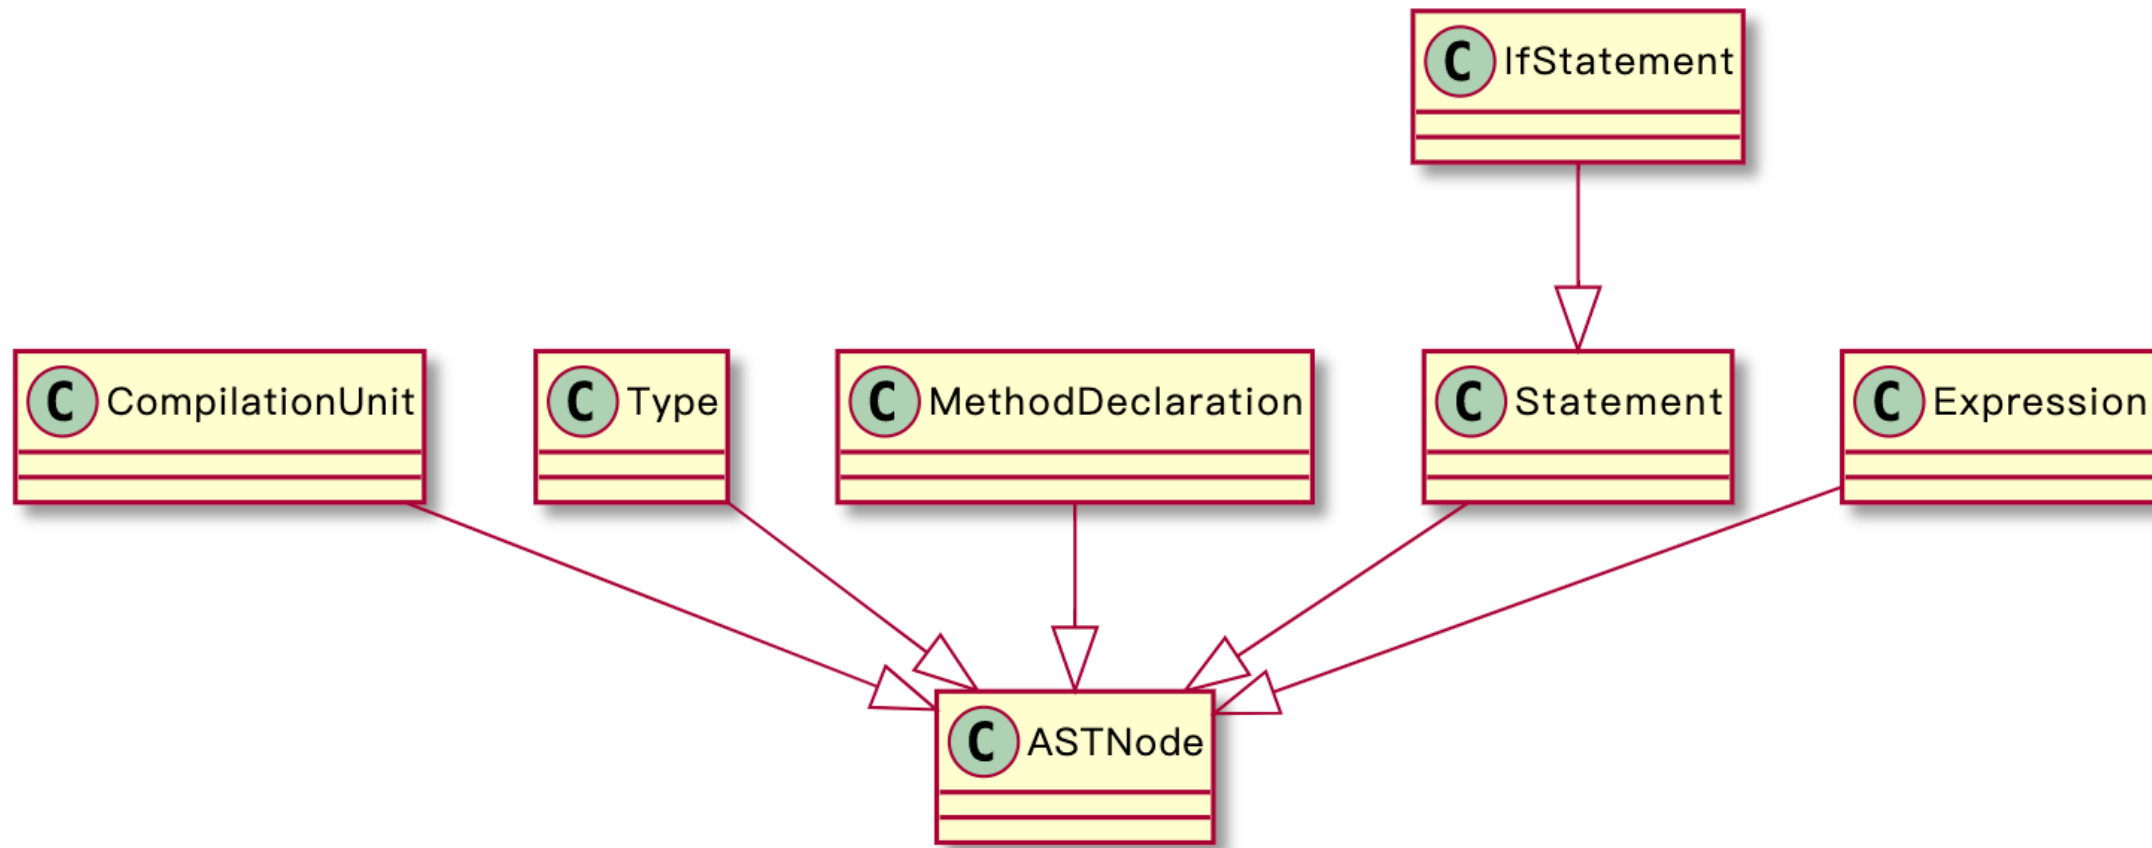 C IfStatement
C CompilationUnit
C Type
C MethodDeclaration
C Statement
C Expression
C ASTNode